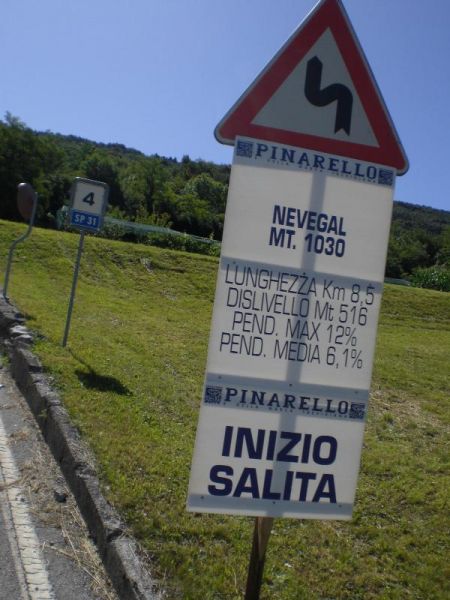 4
SP 31
PINARELLO
NEVEGAL
MT. 1030
LUNGHEZZA Km 8,5
DISLIVELLO Mt 516
PEND. MAX 12%
PEND. MEDIA 6,1%
PINARELLO
INIZIO
SALITA